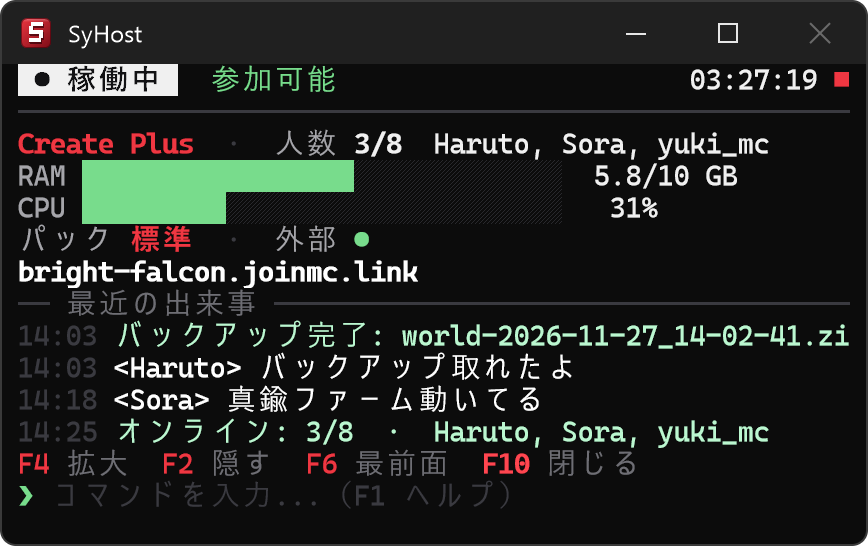 SyHost
● 稼働中 参加可能 03:27:19
Create Plus · 人数 3/8 Haruto, Sora, yuki_mc
RAM 5.8/10 GB
CPU 31%
パック 標準 · 外部 ●
bright-falcon.joinmc.link
最近の出来事
14:03 バックアップ完了: world-2026-11-27_14-02-41.zi
14:03 <Haruto> バックアップ取れたよ
14:18 <Sora> 真鍮ファーム動いてる
14:25 オンライン: 3/8 · Haruto, Sora, yuki_mc
F4 拡大 F2 隠す F6 最前面 F10 閉じる
❯ コマンドを入力... (F1 ヘルプ)